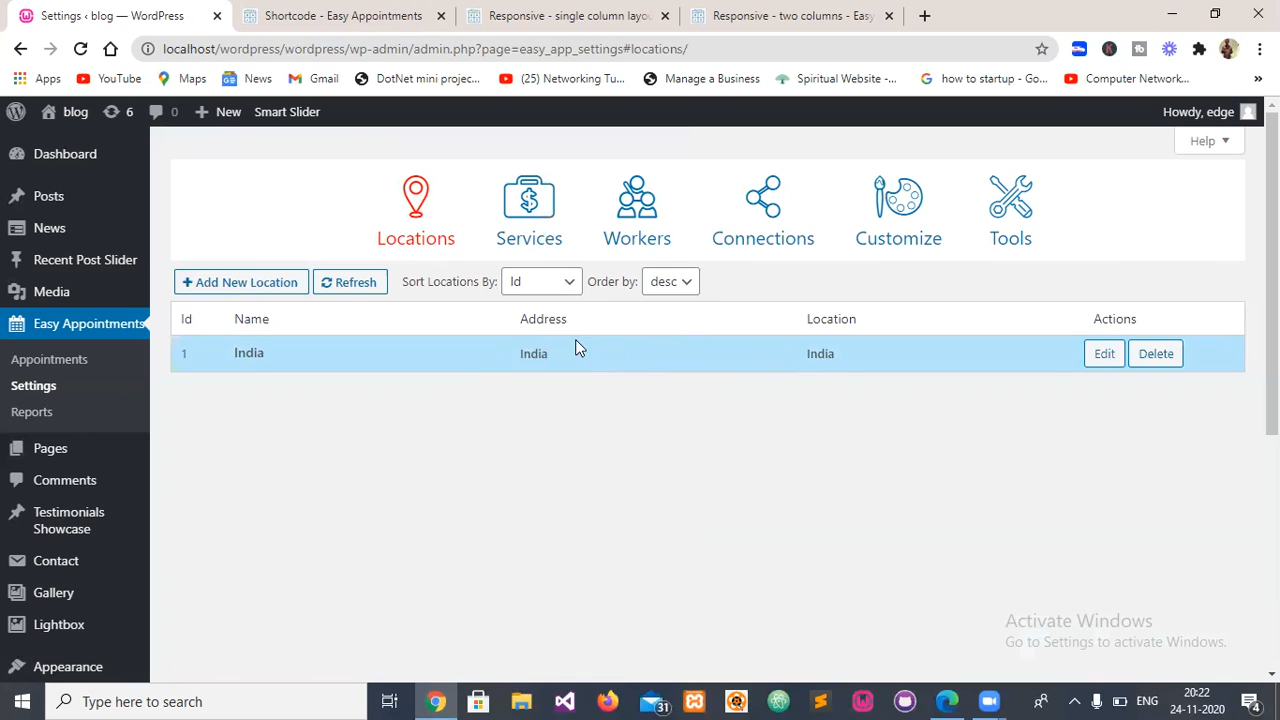 Settings ‹ blog — WordPress
Shortcode - Easy Appointments
Responsive - single column layou
Responsive - two columns - Easy
localhost/wordpress/wordpress/wp-admin/admin.php?page=easy_app_settings#locations/
Apps
YouTube
Maps
News
Gmail
DotNet mini projec...
(25) Networking Tu...
Manage a Business
Spiritual Website -...
how to startup - Go...
Computer Network...
blog
6
0
New
Smart Slider
Howdy, edge
Help
Dashboard
Posts
News
Recent Post Slider
Media
Easy Appointments
Appointments
Settings
Reports
Pages
Comments
Testimonials
Showcase
Contact
Gallery
Lightbox
Appearance
Locations
Services
Workers
Connections
Customize
Tools
+ Add New Location
Refresh
Sort Locations By:
Id
Order by:
desc
Id
Name
Address
Location
Actions
1
India
India
India
Edit
Delete
Activate Windows
Go to Settings to activate Windows.
Type here to search
31
ENG
20:22
24-11-2020
4